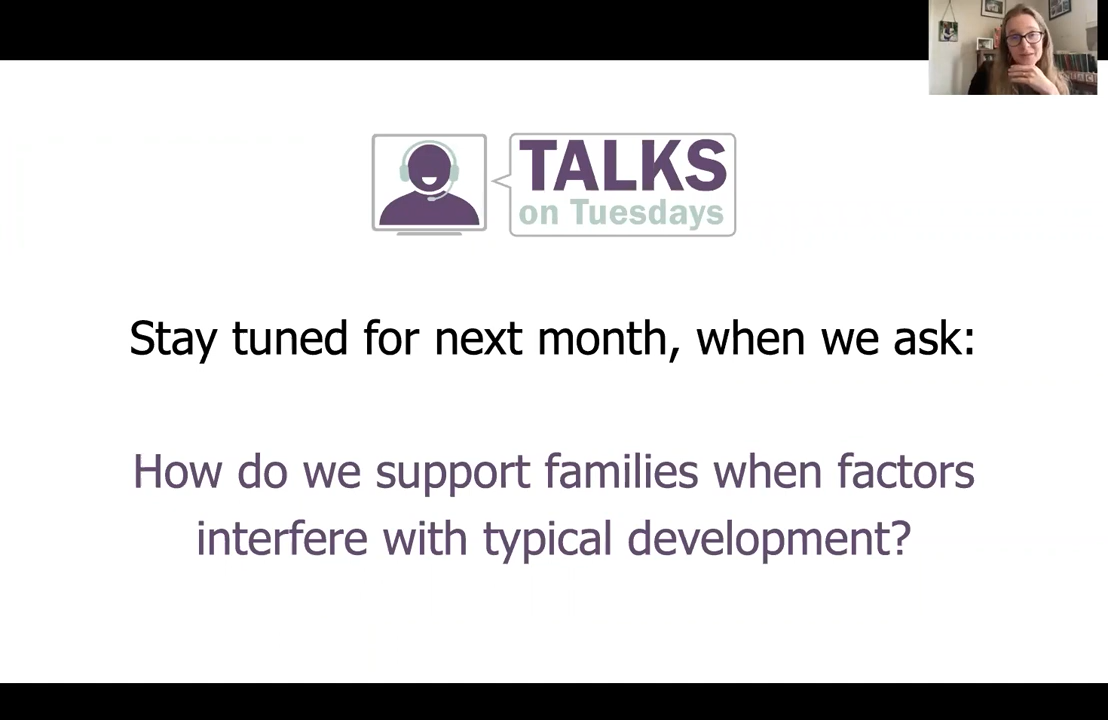 TALKS
on Tuesdays
Stay tuned for next month, when we ask:
How do we support families when factors
interfere with typical development?